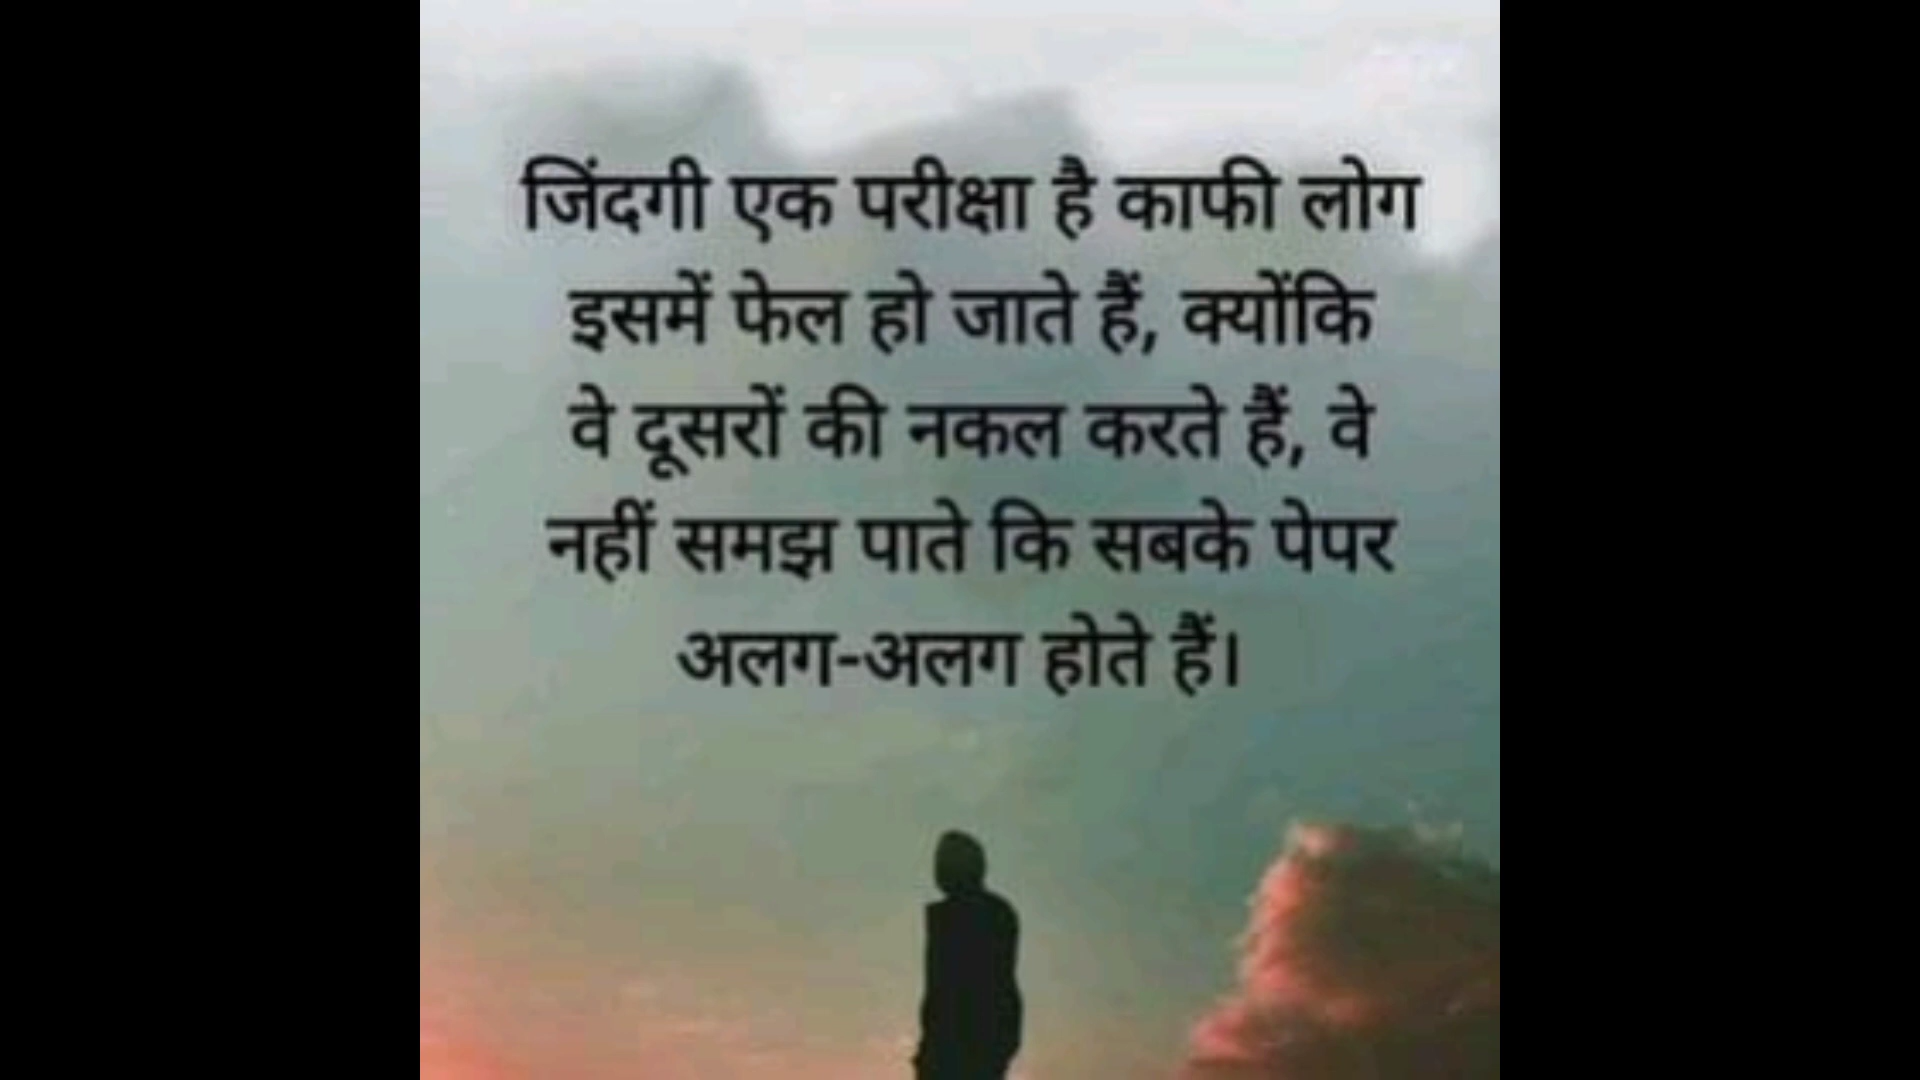 जिंदगी एक परीक्षा है काफी लोग
इसमें फेल हो जाते हैं, क्योंकि
वे दूसरों की नकल करते हैं, वे
नहीं समझ पाते कि सबके पेपर
अलग-अलग होते हैं।